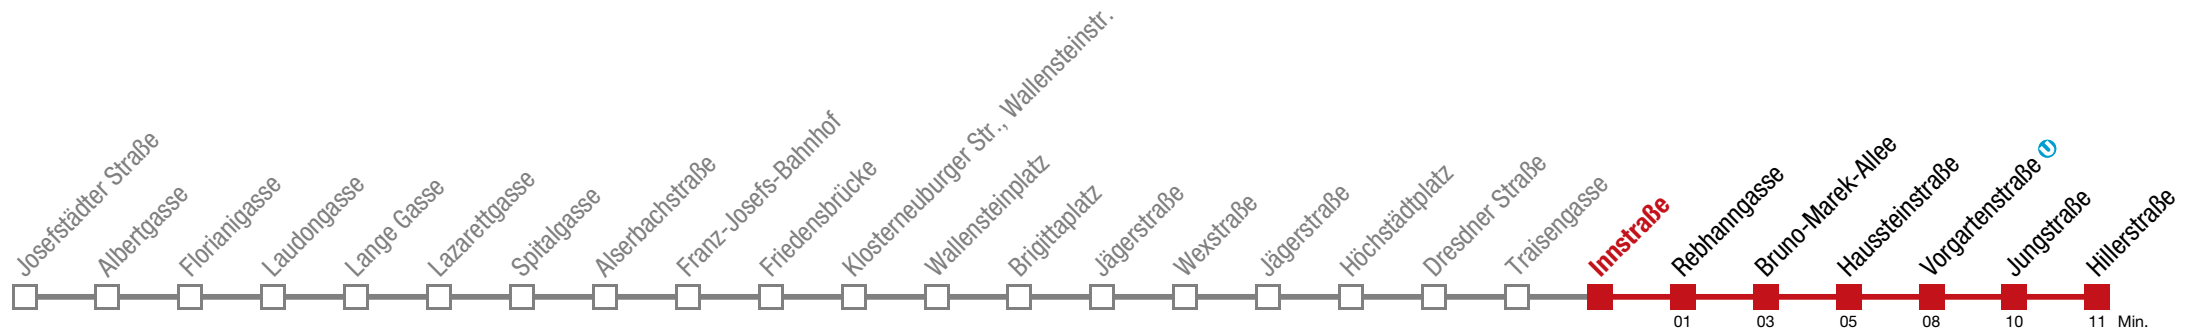 Josefstädter Straße
Albertgasse
Florianigasse
Laudongasse
Lange Gasse
Lazarettgasse
Spitalgasse
Alserbachstraße
Franz-Josefs-Bahnhof
Friedensbrücke
Klosterneuburger Str., Wallensteinstr.
Wallensteinplatz
Brigittaplatz
Jägerstraße
Wexstraße
Jägerstraße
Höchstädtplatz
Dresdner Straße
Traisengasse
Innstraße
Rebhanngasse
Bruno-Marek-Allee
Haussteinstraße
Vorgartenstraße U
Jungstraße
Hillerstraße
01 03 05 08 10 11 Min.